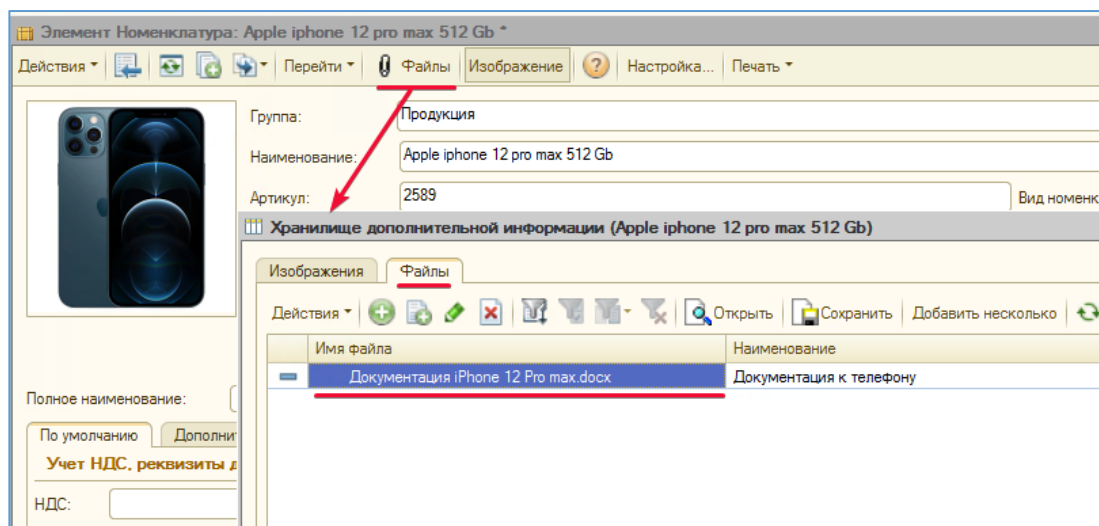 Элемент Номенклатура: Apple iphone 12 pro max 512 Gb *
Действия Перейти Файлы Изображение ? Настройка... Печать
Группа: Продукция
Наименование: Apple iphone 12 pro max 512 Gb
Артикул: 2589 Вид номенк
Хранилище дополнительной информации (Apple iphone 12 pro max 512 Gb)
Изображения Файлы
Действия Открыть Сохранить Добавить несколько
Имя файла Наименование
Документация iPhone 12 Pro max.docx Документация к телефону
Полное наименование:
По умолчанию Дополни
Учет НДС, реквизиты д
НДС: